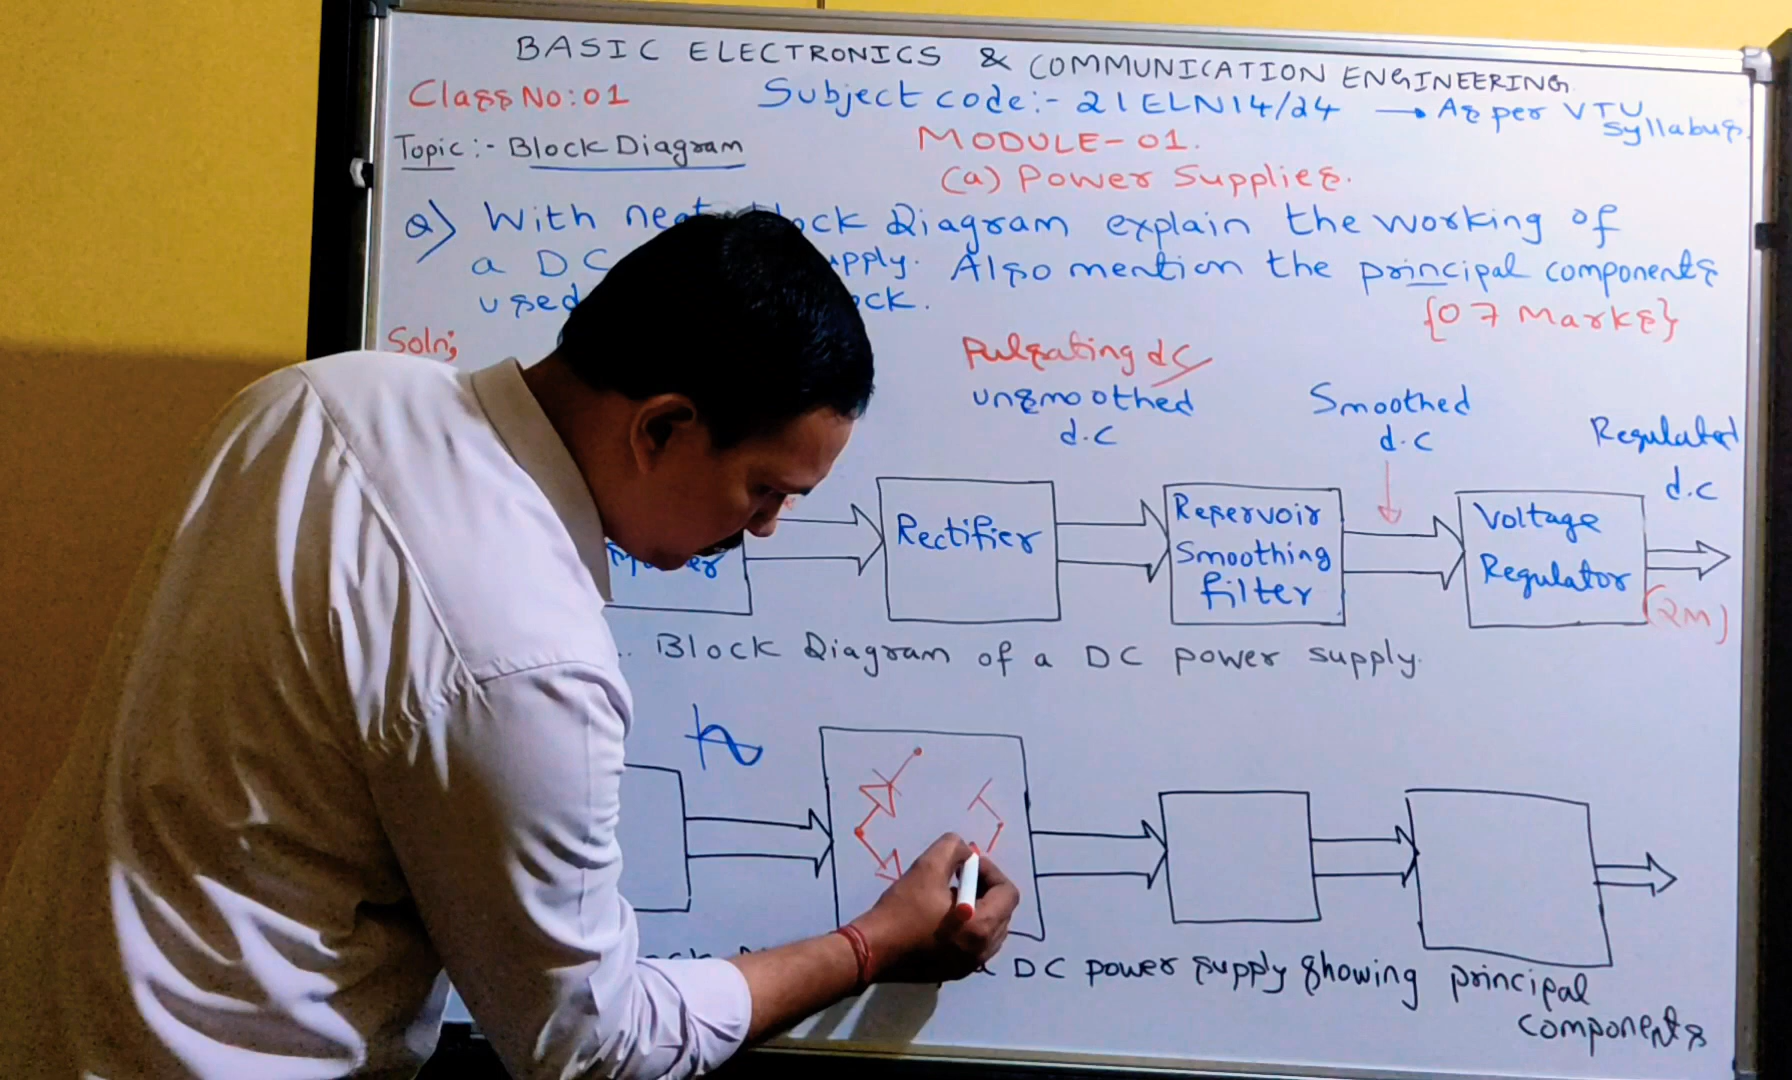 BASIC ELECTRONICS & COMMUNICATION ENGINEERING
Class No: 01 Subject code:- 21ELN14/24 → As per VTU syllabus.
Topic:- Block Diagram MODULE-01.
(a) Power Supplies.
Q) With neat block Diagram explain the working of
a DC supply. Also mention the principal components
used block.
{07 Marks}
Soln;
Pulsating dc
unsmoothed
d.c
Smoothed
d.c
Regulated
d.c
Rectifier
Reservoir
Smoothing
filter
Voltage
Regulator
(2M)
Block Diagram of a DC power supply.
a DC power supply showing principal
components